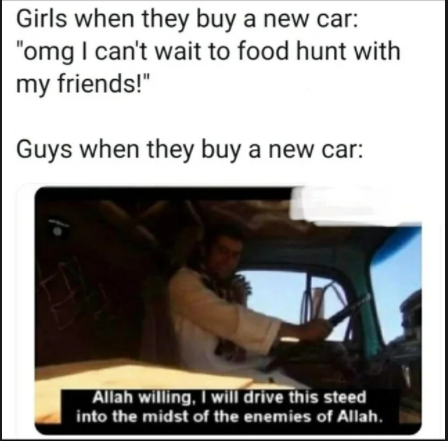 Girls when they buy a new car:
"omg I can't wait to food hunt with
my friends!"
Guys when they buy a new car:
Allah willing, I will drive this steed
into the midst of the enemies of Allah.